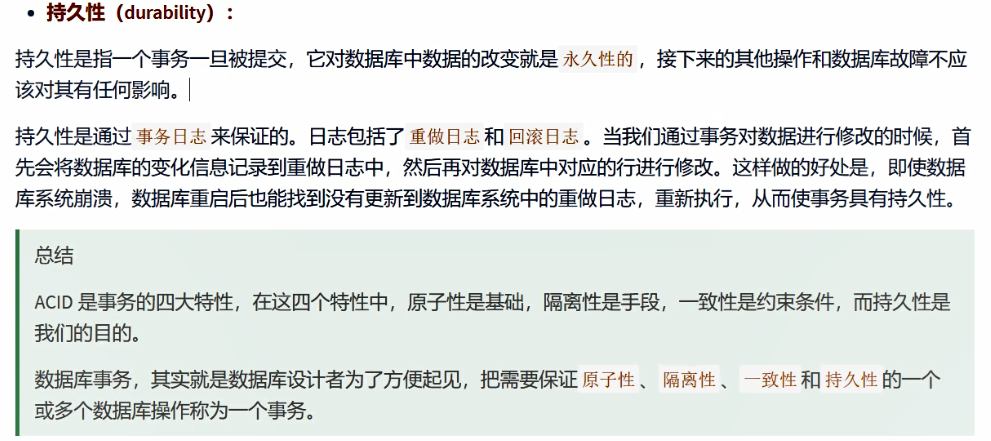 • 持久性（durability）：
持久性是指一个事务一旦被提交，它对数据库中数据的改变就是 永久性的 ，接下来的其他操作和数据库故障不应
该对其有任何影响。
持久性是通过 事务日志 来保证的。日志包括了 重做日志 和 回滚日志 。当我们通过事务对数据进行修改的时候，首
先会将数据库的变化信息记录到重做日志中，然后再对数据库中对应的行进行修改。这样做的好处是，即使数据
库系统崩溃，数据库重启后也能找到没有更新到数据库系统中的重做日志，重新执行，从而使事务具有持久性。
总结
ACID 是事务的四大特性，在这四个特性中，原子性是基础，隔离性是手段，一致性是约束条件，而持久性是
我们的目的。
数据库事务，其实就是数据库设计者为了方便起见，把需要保证 原子性 、 隔离性 、 一致性 和 持久性 的一个
或多个数据库操作称为一个事务。